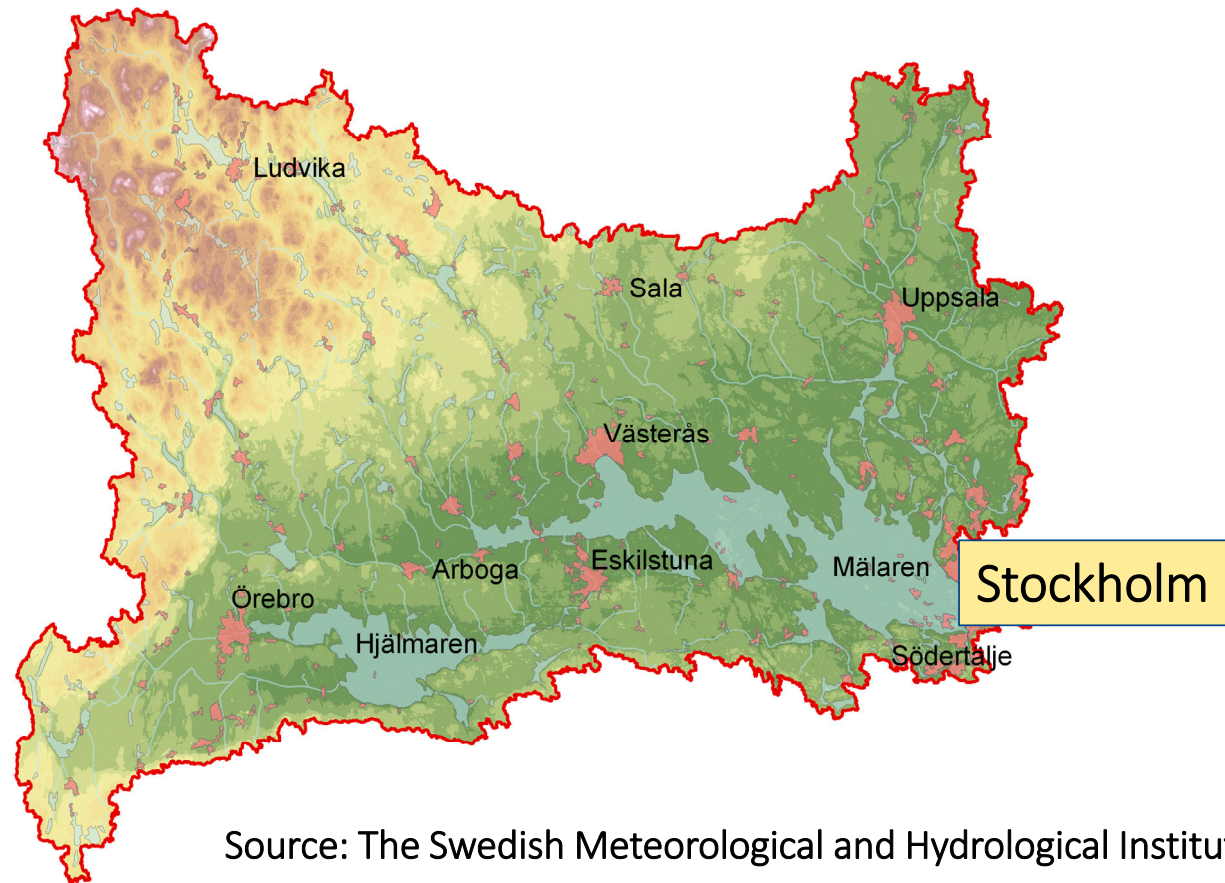 Ludvika
Sala
Uppsala
Västerås
Arboga
Eskilstuna
Mälaren
Stockholm
Örebro
Hjälmaren
Södertälje
Source: The Swedish Meteorological and Hydrological Institut